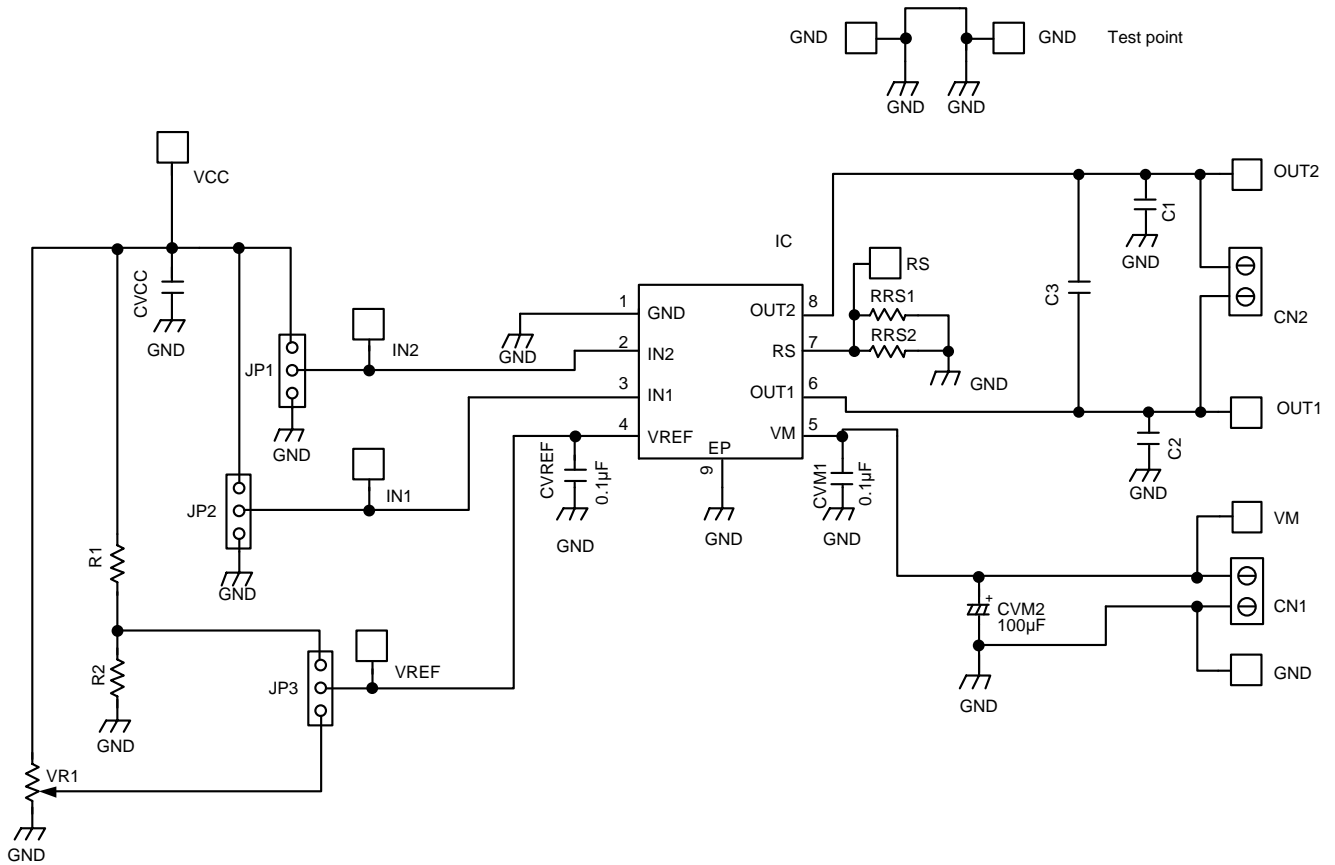 GND
GND
Test point
GND
GND
VCC
OUT2
C1
IC
GND
RS
CVCC
RRS1
C3
1
GND
OUT2
8
CN2
GND
RRS2
2
IN2
RS
7
IN2
GND
JP1
GND
3
IN1
OUT1
6
OUT1
4
VREF
VM
5
EP
C2
GND
CVREF
0.1µF
9
CVM1
0.1µF
IN1
GND
JP2
VM
GND
GND
GND
R1
GND
CVM2
100µF
+
CN1
R2
VREF
GND
JP3
GND
GND
VR1
GND